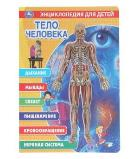 ЭНЦИКЛОПЕДИЯ ДЛЯ ДЕТЕЙ
ТЕЛО
ЧЕЛОВЕКА
ДЫХАНИЕ
МЫШЦЫ
СКЕЛЕТ
ПИЩЕВАРЕНИЕ
КРОВООБРАЩЕНИЕ
НЕРВНАЯ СИСТЕМА